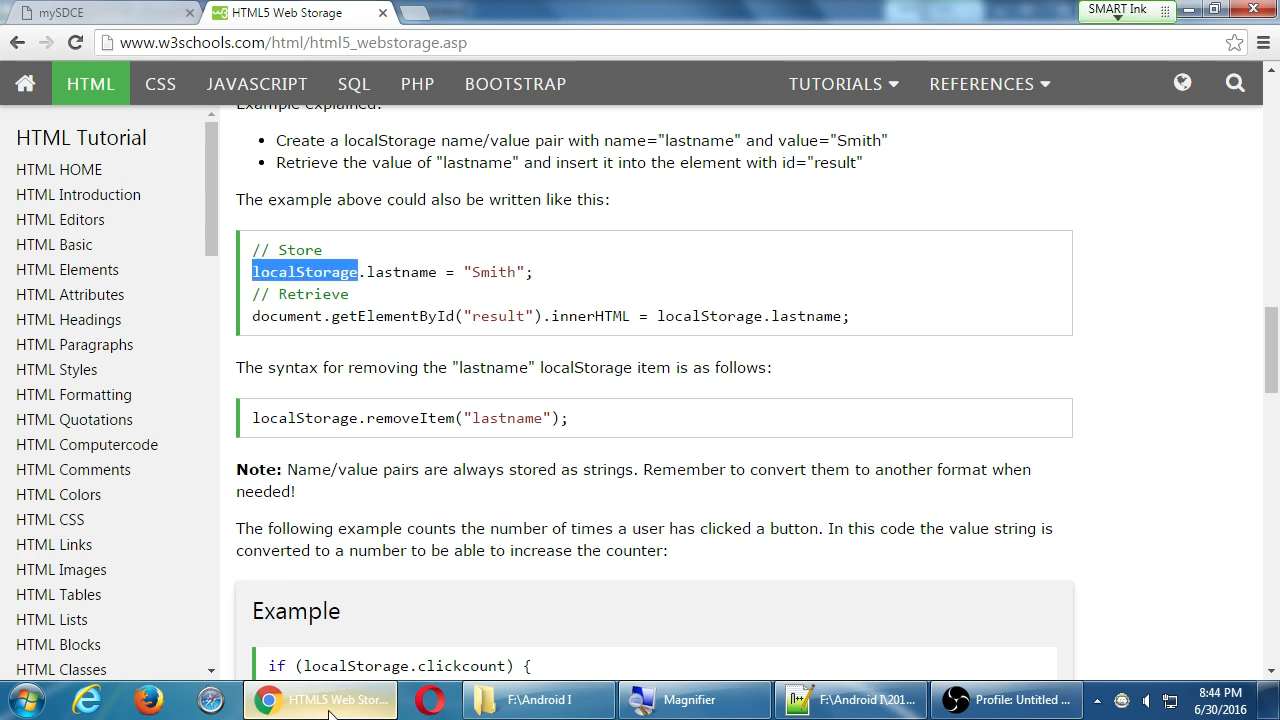 mySDCE
HTML5 Web Storage
SMART Ink
www.w3schools.com/html/html5_webstorage.asp
HTML CSS JAVASCRIPT SQL PHP BOOTSTRAP TUTORIALS REFERENCES
HTML Tutorial
HTML HOME
HTML Introduction
HTML Editors
HTML Basic
HTML Elements
HTML Attributes
HTML Headings
HTML Paragraphs
HTML Styles
HTML Formatting
HTML Quotations
HTML Computercode
HTML Comments
HTML Colors
HTML CSS
HTML Links
HTML Images
HTML Tables
HTML Lists
HTML Blocks
HTML Classes
Example explained:
• Create a localStorage name/value pair with name="lastname" and value="Smith"
• Retrieve the value of "lastname" and insert it into the element with id="result"
The example above could also be written like this:
// Store
localStorage.lastname = "Smith";
// Retrieve
document.getElementById("result").innerHTML = localStorage.lastname;
The syntax for removing the "lastname" localStorage item is as follows:
localStorage.removeItem("lastname");
Note: Name/value pairs are always stored as strings. Remember to convert them to another format when
needed!
The following example counts the number of times a user has clicked a button. In this code the value string is
converted to a number to be able to increase the counter:
Example
if (localStorage.clickcount) {
HTML5 Web Stor...
F:\Android I
Magnifier
F:\Android I\201...
Profile: Untitled ...
8:44 PM
6/30/2016